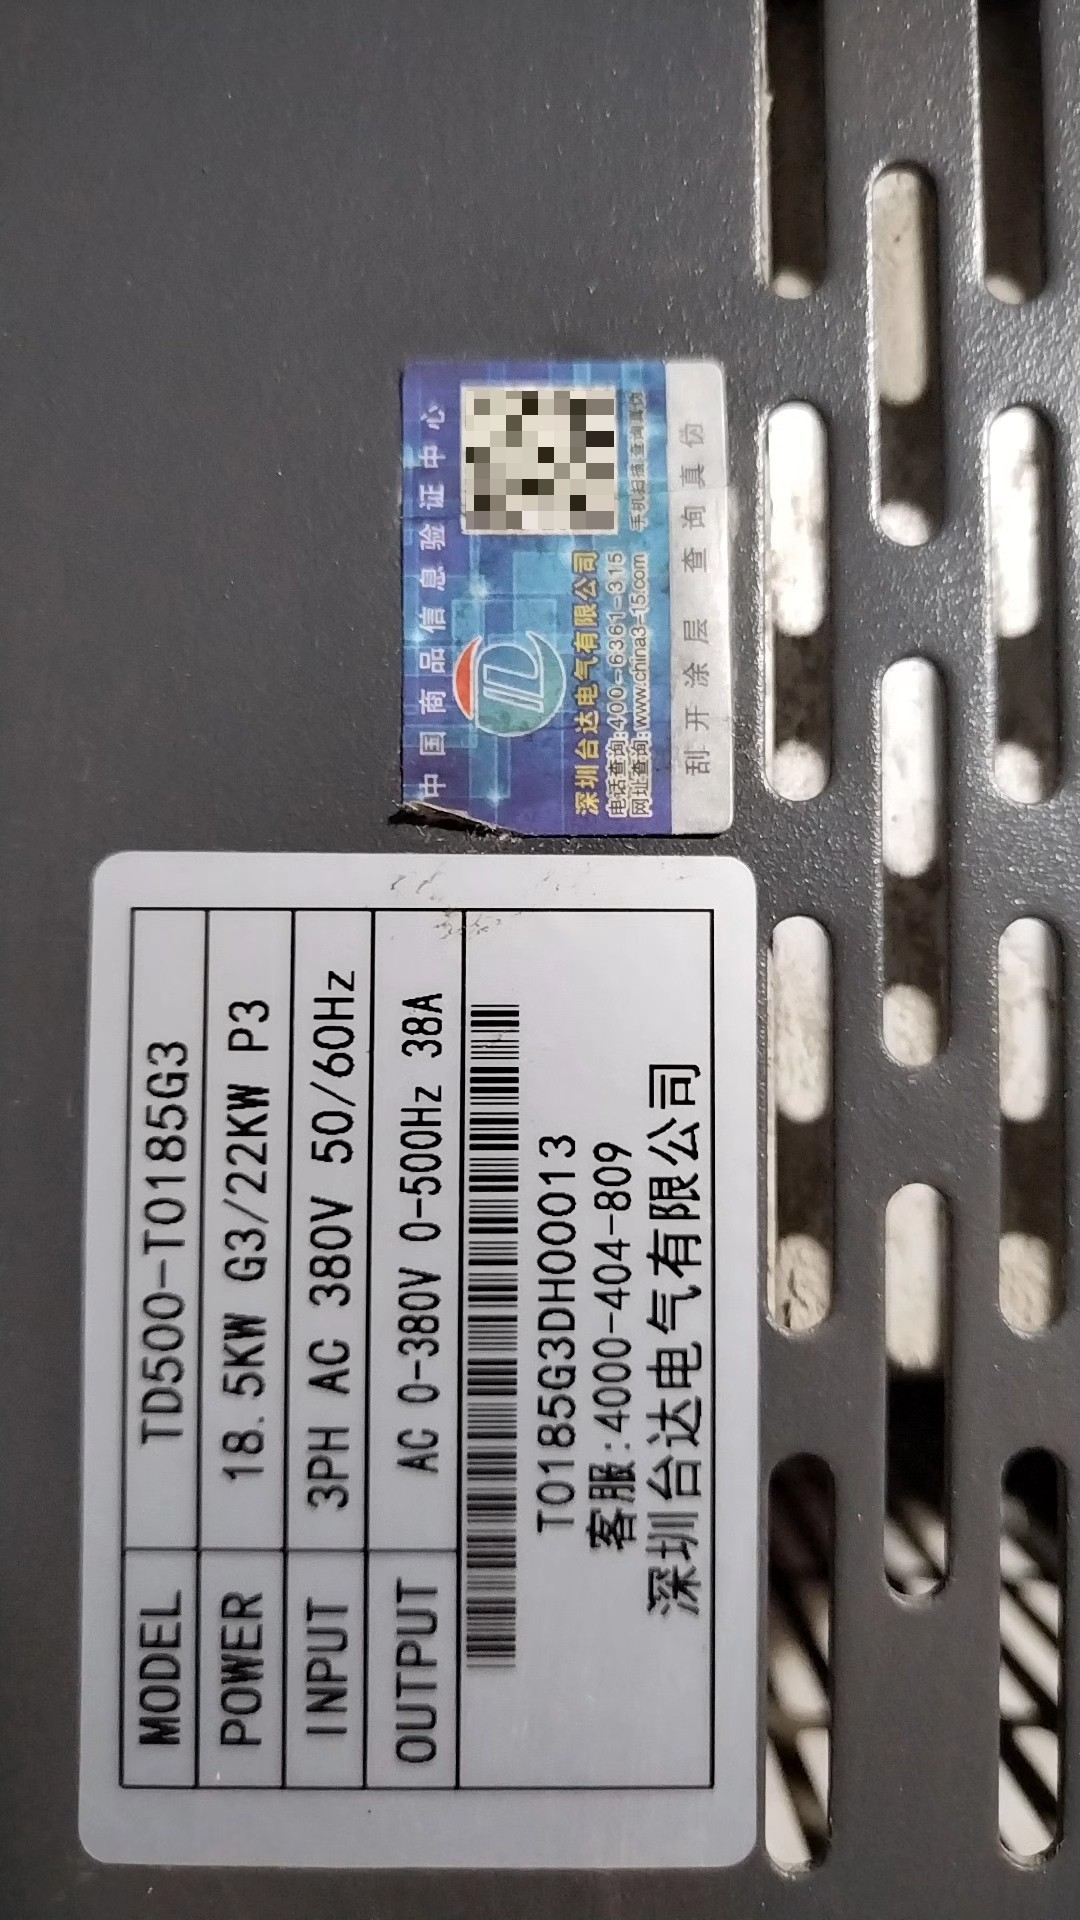 MODEL TD500-T0185G3
POWER 18.5KW G3/22KW P3
INPUT 3PH AC 380V 50/60Hz
OUTPUT AC 0-380V 0-500Hz 38A
T0185G3DH00013
客服:4000-404-809
深圳台达电气有限公司
中国商品信息验证中心
深圳台达电气有限公司
电话查询:400-6361-315
网址查询:www.china3-15.com
手机扫描查询真伪
刮开涂层 查询真伪